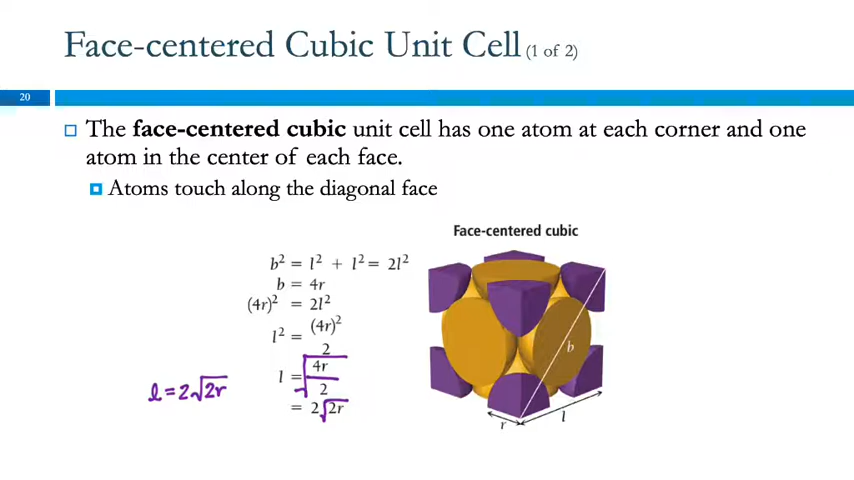 Face-centered Cubic Unit Cell (1 of 2)
20
The face-centered cubic unit cell has one atom at each corner and one
atom in the center of each face.
Atoms touch along the diagonal face
Face-centered cubic
b² = l² + l² = 2l²
b = 4r
(4r)² = 2l²
l² = (4r)²/2
l = √(4r/2)
= 2√(2r)
l = 2√(2r)
b
r
l